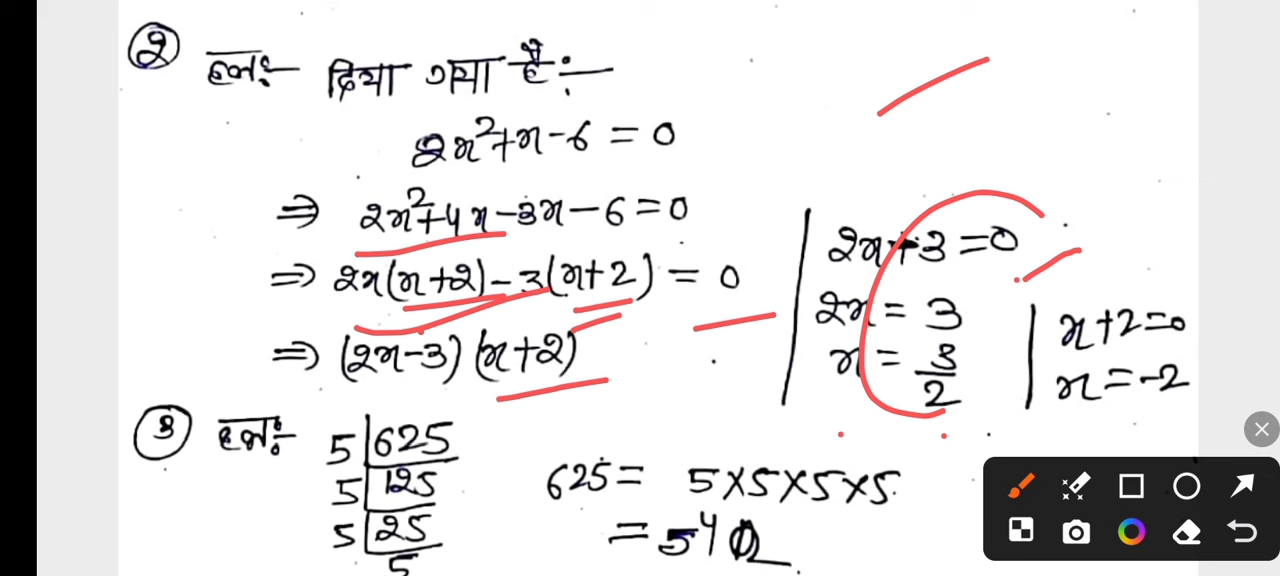 ② हलः- दिया गया है:-
2x²+x-6=0
⇒ 2x²+4x-3x-6=0
⇒ 2x(x+2)-3(x+2)=0
⇒ (2x-3)(x+2)
2x+3=0
2x=3
x=3/2
x+2=0
x=-2
③ हलः-
5|625
5|125
5|25
5
625= 5×5×5×5
=5⁴